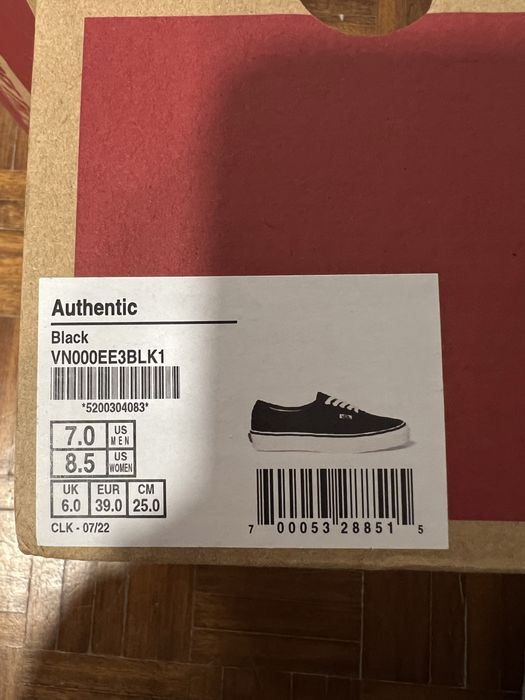 Authentic
Black
VN000EE3BLK1
*5200304083*
7.0 US MEN
8.5 US WOMEN
UK EUR CM
6.0 39.0 25.0
CLK - 07/22
7 00053 28851 5